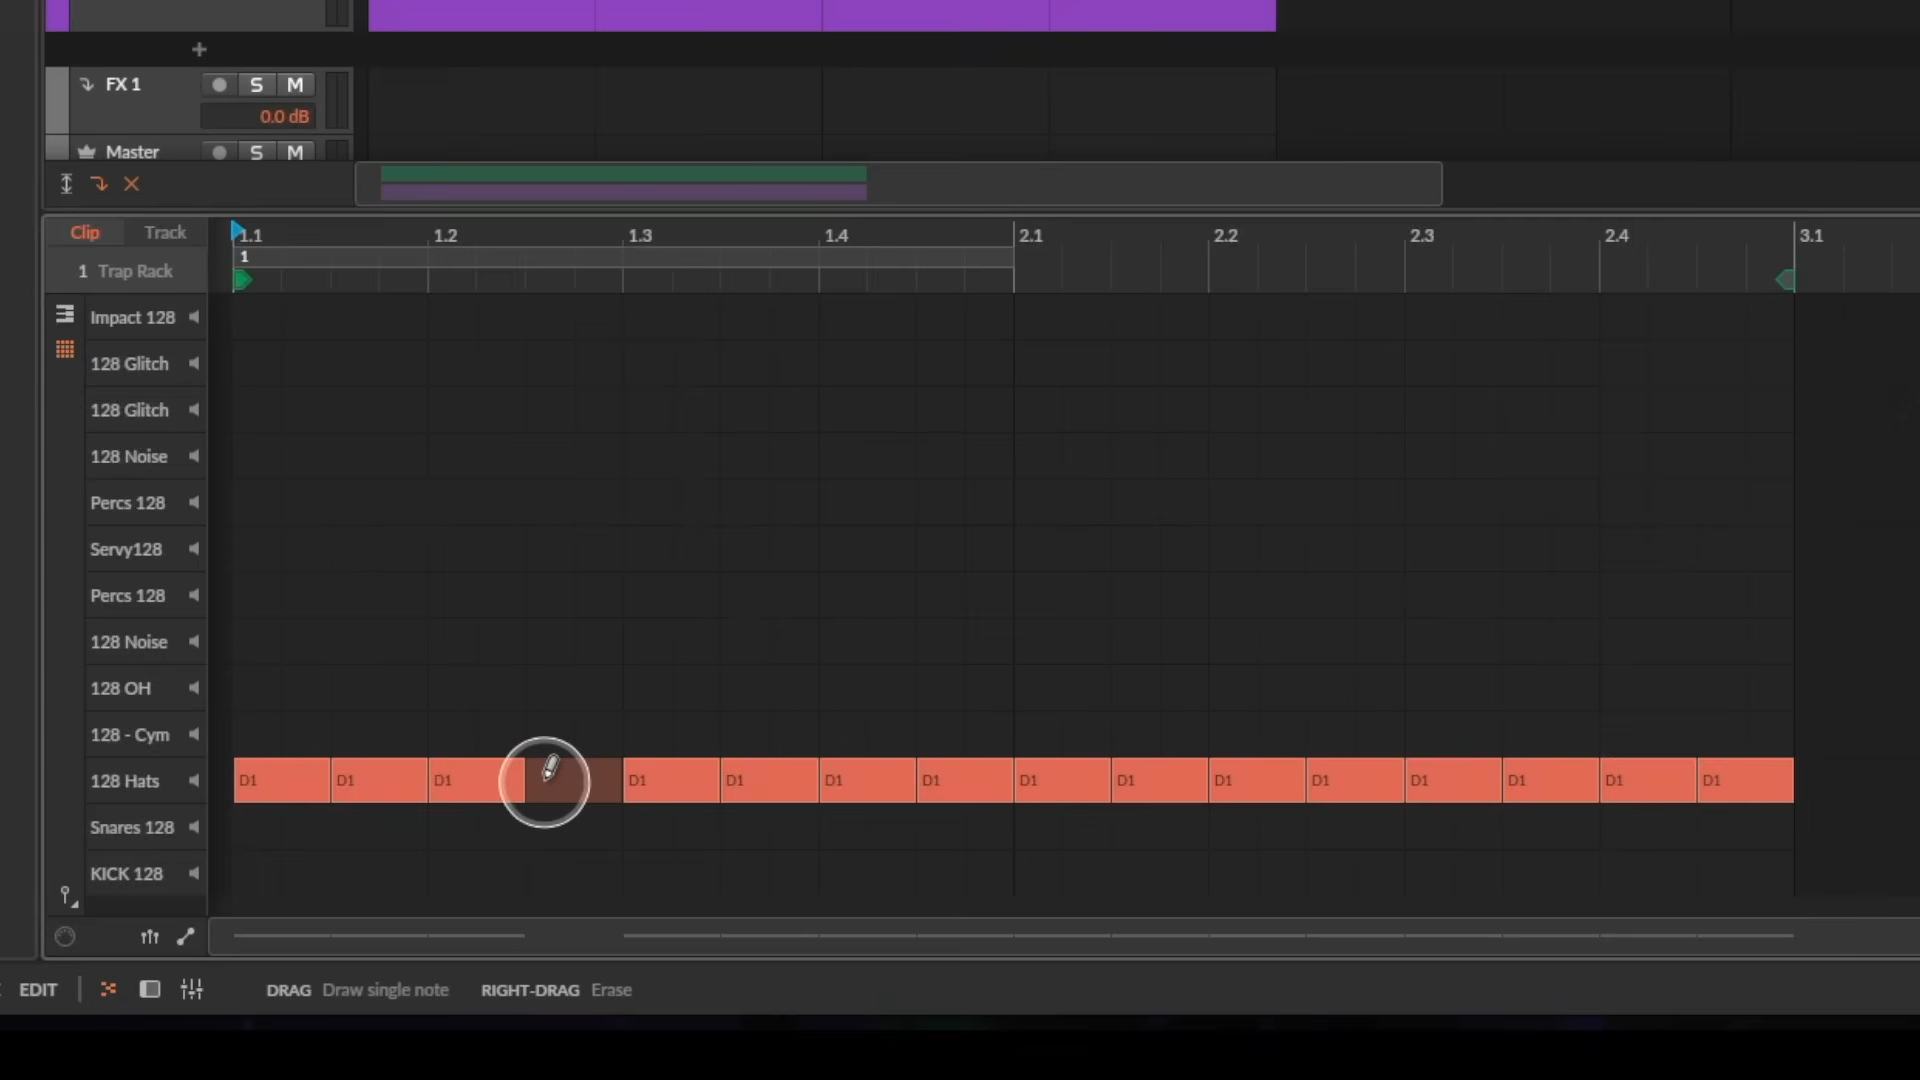 FX 1 S M
0.0 dB
Master S M
Clip Track
1.1 1.2 1.3 1.4 2.1 2.2 2.3 2.4 3.1
1
1 Trap Rack
Impact 128
128 Glitch
128 Glitch
128 Noise
Percs 128
Servy128
Percs 128
128 Noise
128 OH
128 - Cym
128 Hats
D1 D1 D1 D1 D1 D1 D1 D1 D1 D1 D1 D1 D1 D1 D1
Snares 128
KICK 128
EDIT DRAG Draw single note RIGHT-DRAG Erase